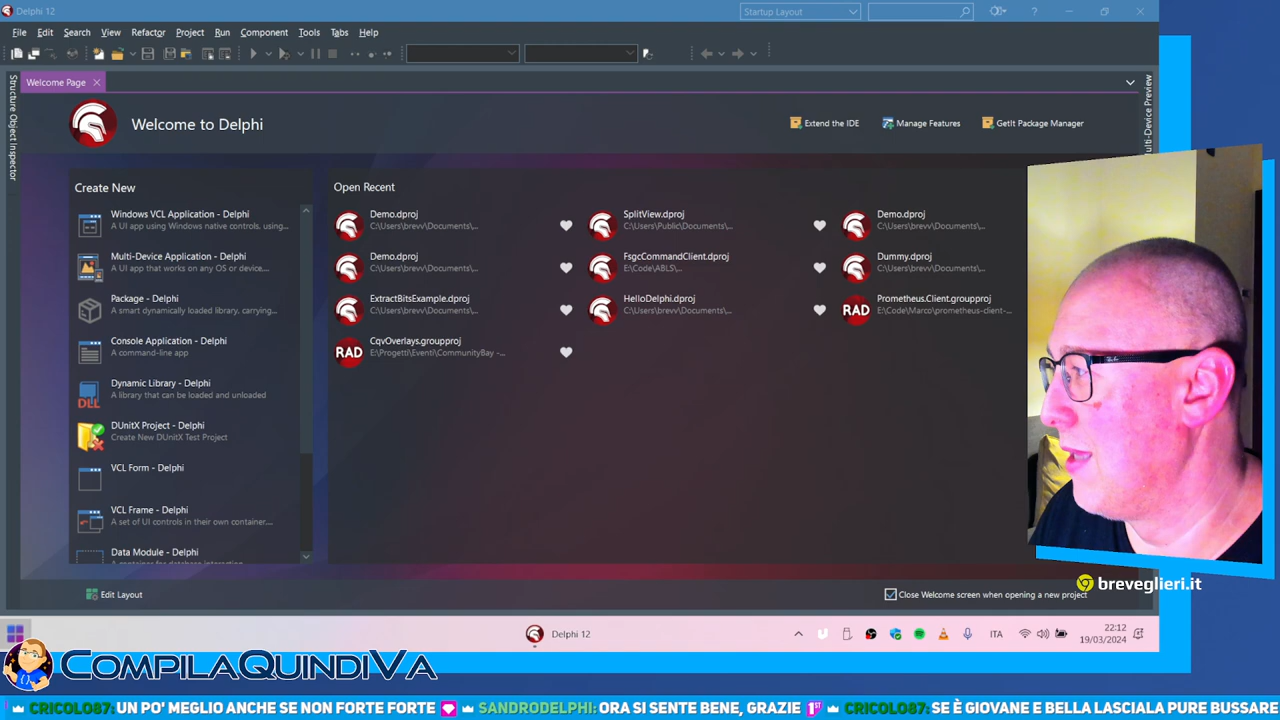 Delphi 12
Startup Layout
?
File Edit Search View Refactor Project Run Component Tools Tabs Help
Welcome Page
Structure Object Inspector
Multi-Device Preview
Welcome to Delphi
Extend the IDE
Manage Features
GetIt Package Manager
Create New
Windows VCL Application - Delphi
A UI app using Windows native controls. using...
Multi-Device Application - Delphi
A UI app that works on any OS or device,...
Package - Delphi
A smart dynamically loaded library. carrying...
Console Application - Delphi
A command-line app
Dynamic Library - Delphi
A library that can be loaded and unloaded
DLL
DUnitX Project - Delphi
Create New DUnitX Test Project
VCL Form - Delphi
VCL Frame - Delphi
A set of UI controls in their own container....
Data Module - Delphi
Open Recent
Demo.dproj
C:\Users\brevv\Documents\,...
SplitView.dproj
C:\Users\Public\Documents\,...
Demo.dproj
C:\Users\brevv\Documents\,...
Demo.dproj
C:\Users\brevv\Documents\,...
FsgcCommandClient.dproj
E:\Code\ABLS\,...
Dummy.dproj
C:\Users\brevv\Documents\,...
ExtractBitsExample.dproj
C:\Users\brevv\Documents\,...
HelloDelphi.dproj
C:\Users\brevv\Documents\,...
RAD
Prometheus.Client.groupproj
E:\Code\Marco\prometheus-client-...
RAD
CqvOverlays.groupproj
E:\Progetti\Eventi\CommunityBay -...
Edit Layout
Close Welcome screen when opening a new project
breveglieri.it
Delphi 12
ITA
22:12
19/03/2024
CompilaQuindiVa
CRICOLO87: UN PO' MEGLIO ANCHE SE NON FORTE FORTE SANDRODELPHI: ORA SI SENTE BENE, GRAZIE 1ST CRICOLO87: SE È GIOVANE E BELLA LASCIALA PURE BUSSARE